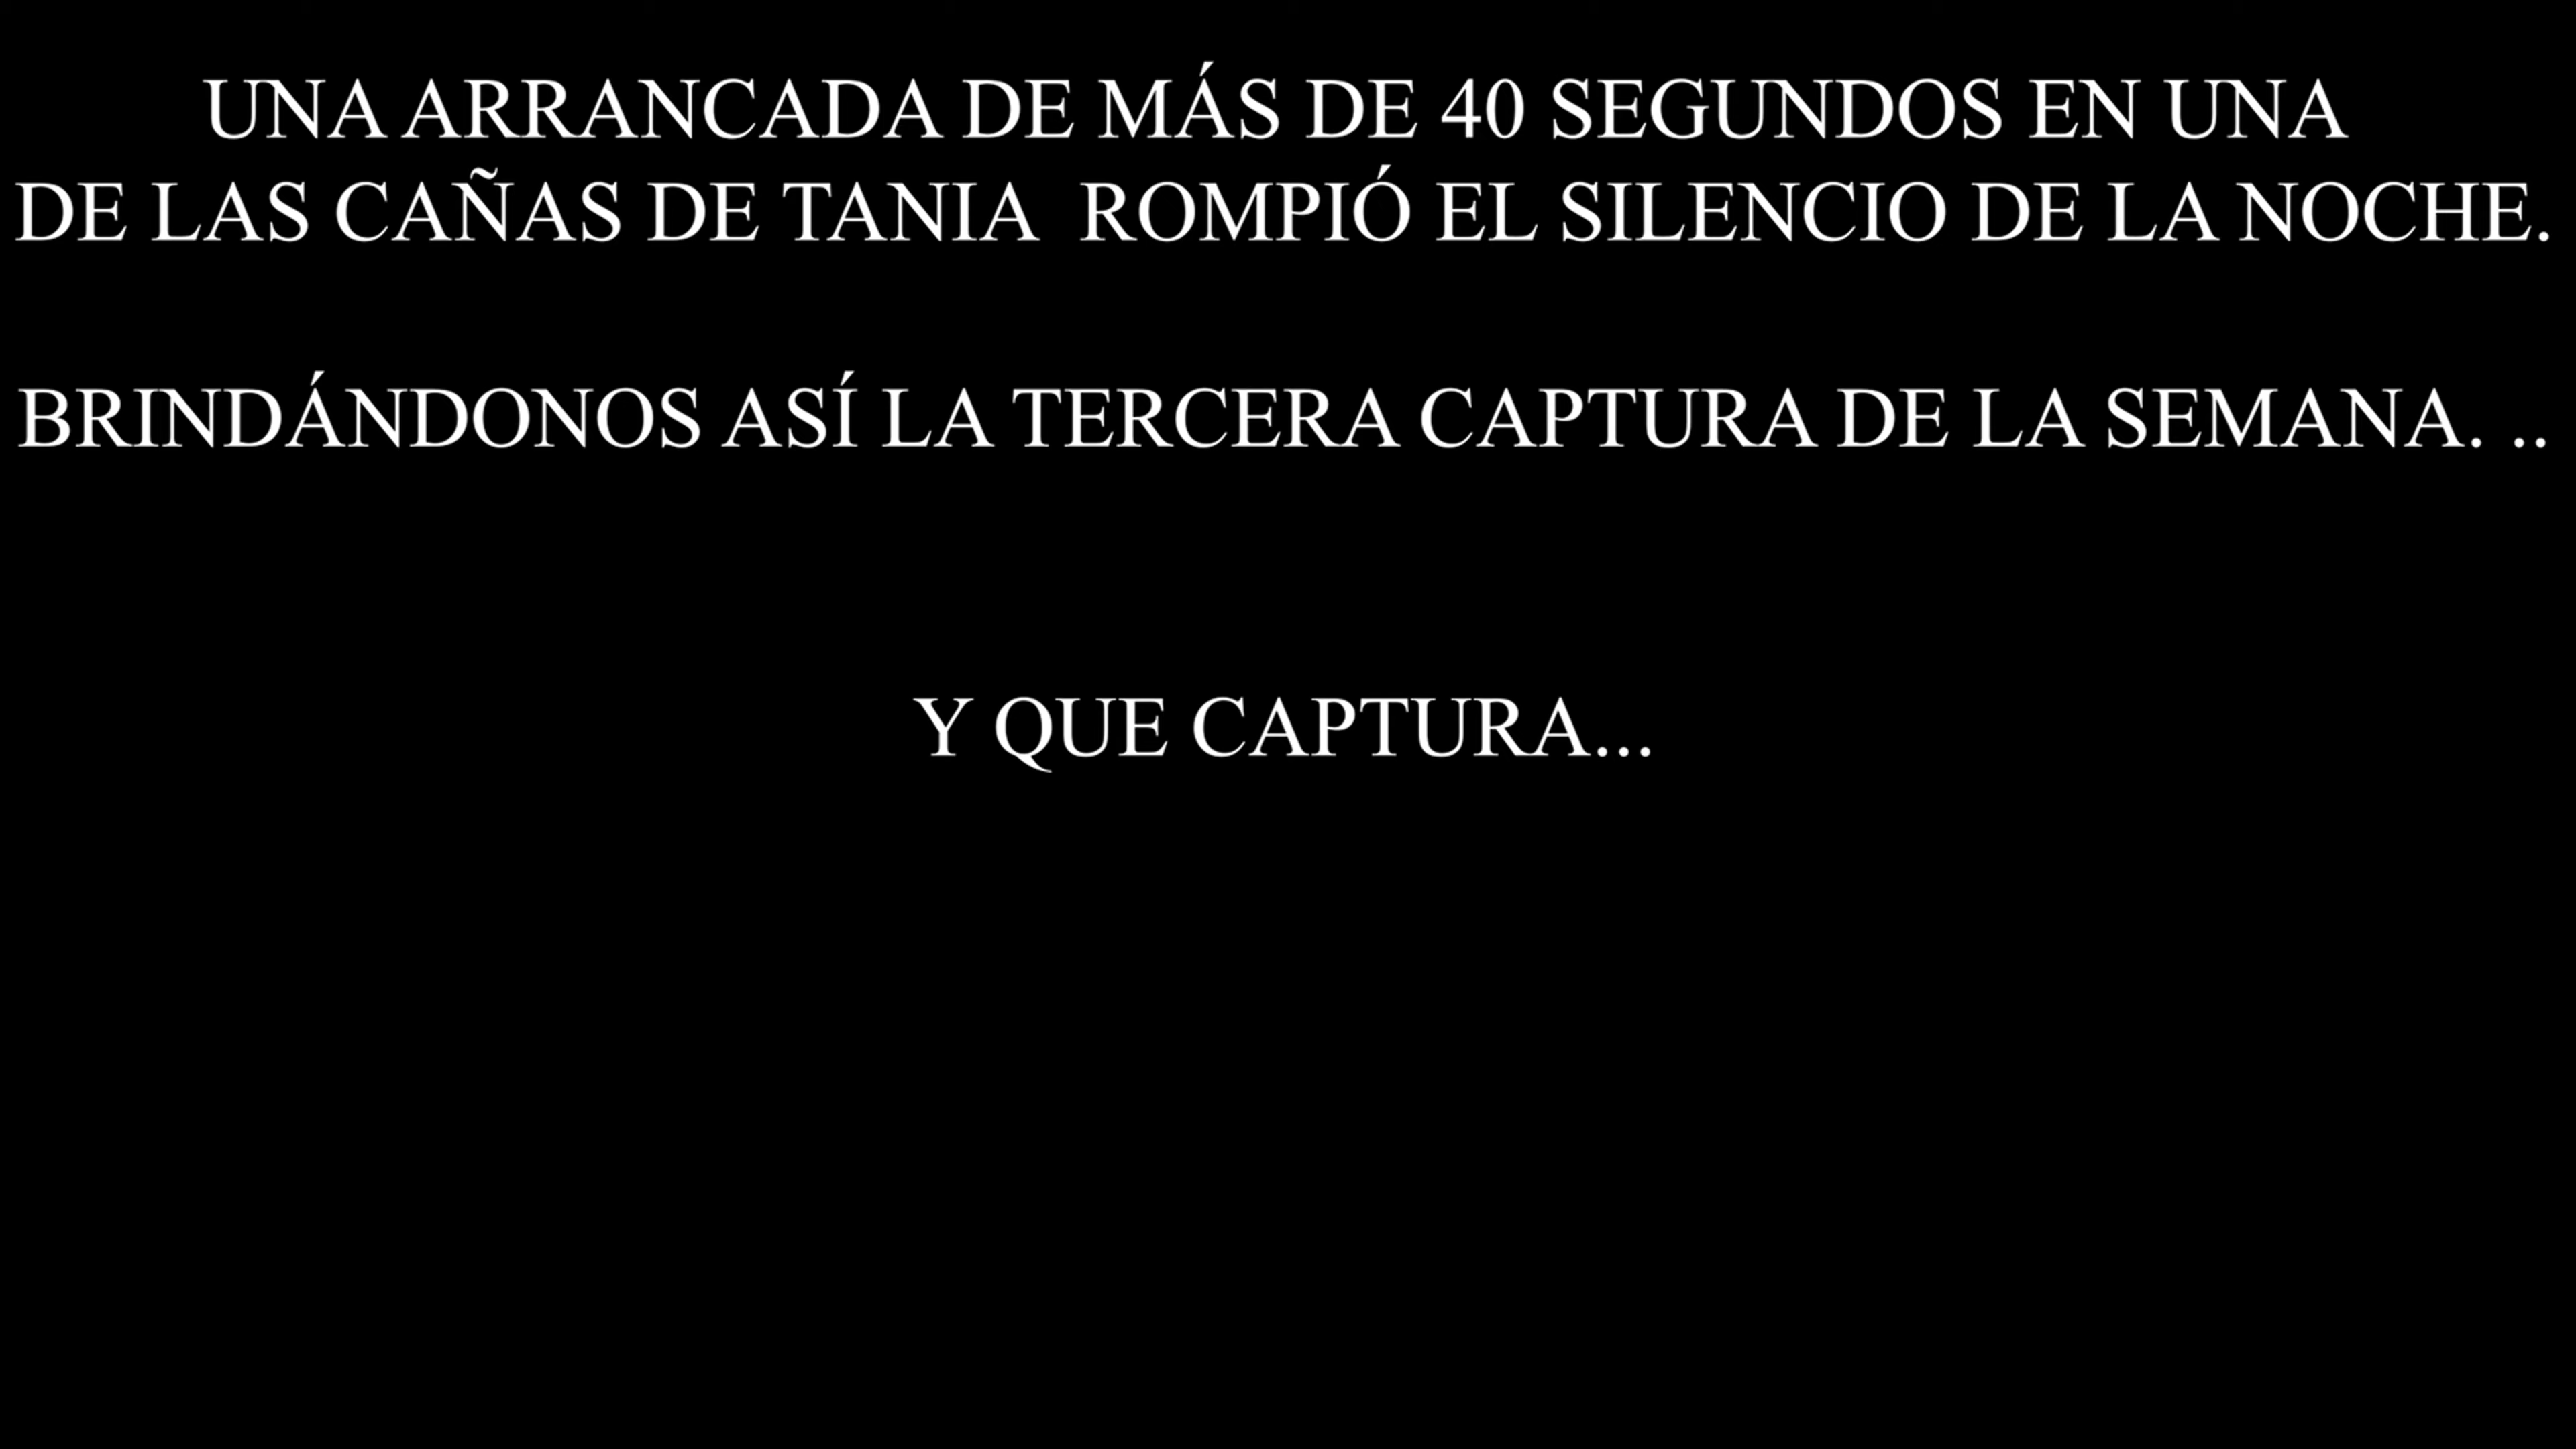 UNA ARRANCADA DE MÁS DE 40 SEGUNDOS EN UNA
DE LAS CAÑAS DE TANIA  ROMPIÓ EL SILENCIO DE LA NOCHE.
BRINDÁNDONOS ASÍ LA TERCERA CAPTURA DE LA SEMANA. ..
Y QUE CAPTURA...